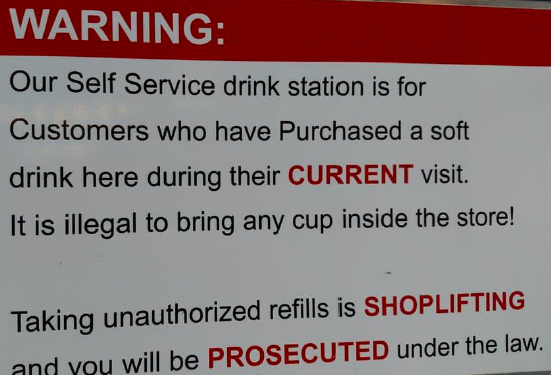 WARNING:
Our Self Service drink station is for
Customers who have Purchased a soft
drink here during their CURRENT visit.
It is illegal to bring any cup inside the store!
Taking unauthorized refills is SHOPLIFTING
and you will be PROSECUTED under the law.